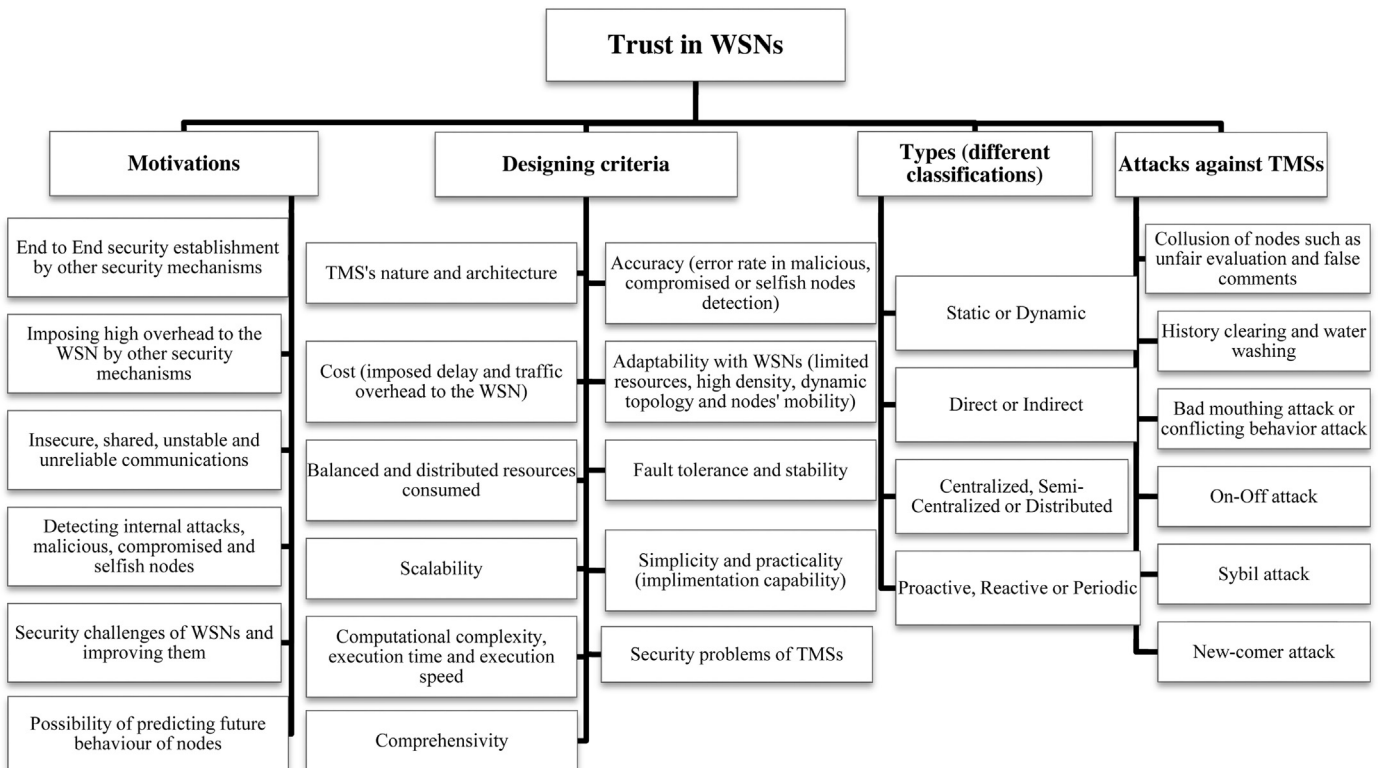 Trust in WSNs
Motivations
End to End security establishment
by other security mechanisms
Imposing high overhead to the
WSN by other security
mechanisms
Insecure, shared, unstable and
unreliable communications
Detecting internal attacks,
malicious, compromised and
selfish nodes
Security challenges of WSNs and
improving them
Possibility of predicting future
behaviour of nodes
Designing criteria
TMS's nature and architecture
Cost (imposed delay and traffic
overhead to the WSN)
Balanced and distributed resources
consumed
Scalability
Computational complexity,
execution time and execution
speed
Comprehensivity
Accuracy (error rate in malicious,
compromised or selfish nodes
detection)
Adaptability with WSNs (limited
resources, high density, dynamic
topology and nodes' mobility)
Fault tolerance and stability
Simplicity and practicality
(implimentation capability)
Security problems of TMSs
Types (different
classifications)
Static or Dynamic
Direct or Indirect
Centralized, Semi-
Centralized or Distributed
Proactive, Reactive or Periodic
Attacks against TMSs
Collusion of nodes such as
unfair evaluation and false
comments
History clearing and water
washing
Bad mouthing attack or
conflicting behavior attack
On-Off attack
Sybil attack
New-comer attack